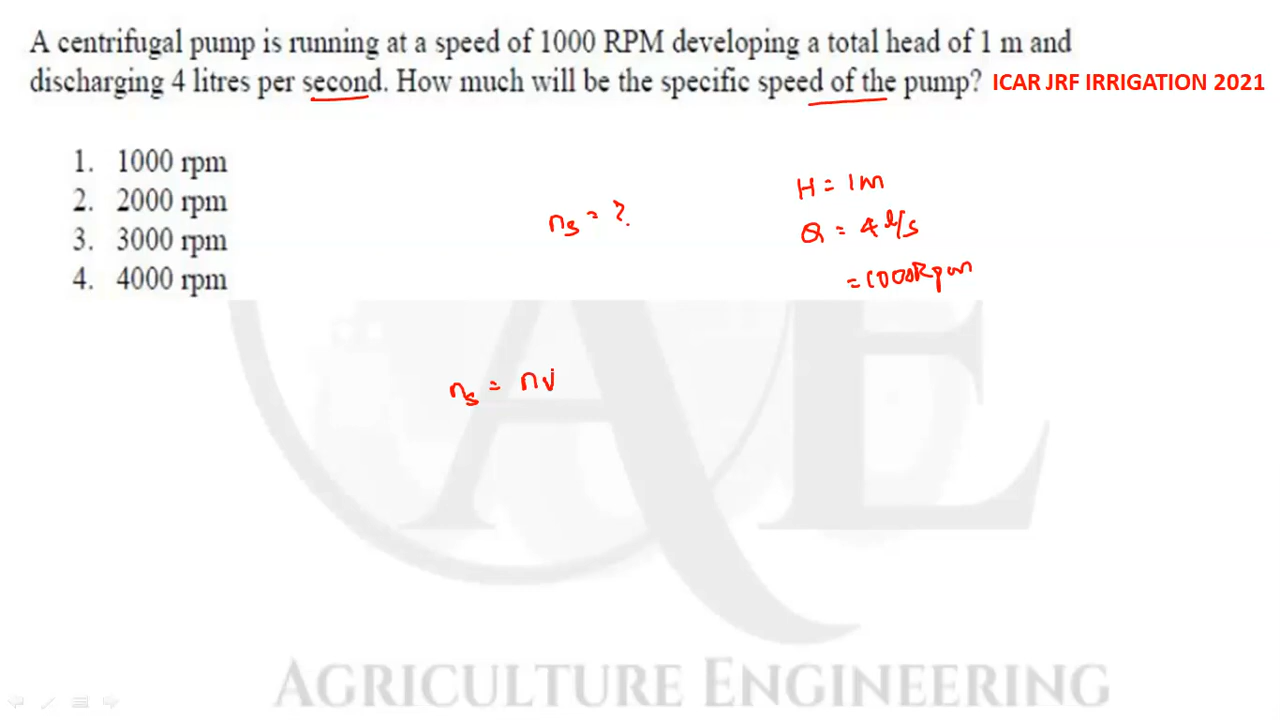 A centrifugal pump is running at a speed of 1000 RPM developing a total head of 1 m and
discharging 4 litres per second. How much will be the specific speed of the pump? ICAR JRF IRRIGATION 2021
1. 1000 rpm
2. 2000 rpm
3. 3000 rpm
4. 4000 rpm
ns = ?
H = 1m
Q = 4 l/s
= 1000Rpm
ns = n√
AE
AGRICULTURE ENGINEERING